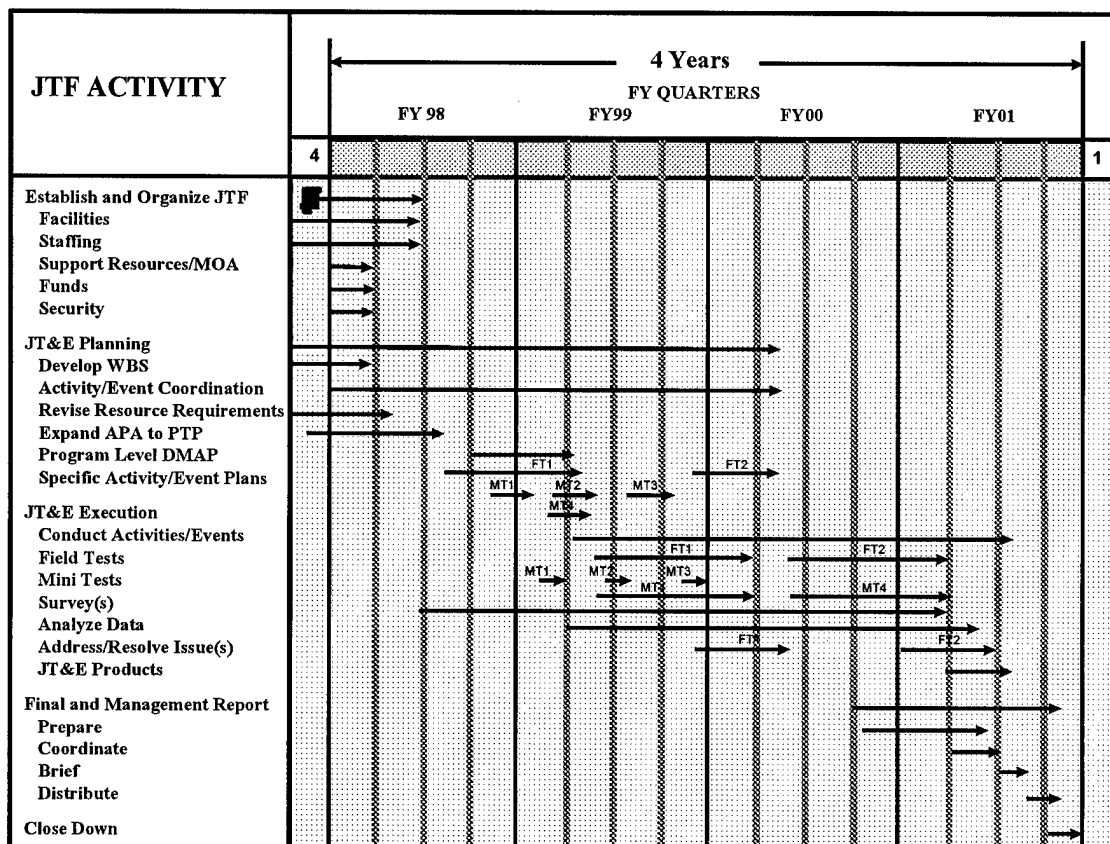 JTF ACTIVITY
4 Years
FY QUARTERS
FY 98 FY99 FY00 FY01
4 1
Establish and Organize JTF
Facilities
Staffing
Support Resources/MOA
Funds
Security
JT&E Planning
Develop WBS
Activity/Event Coordination
Revise Resource Requirements
Expand APA to PTP
Program Level DMAP
FT1 FT2
Specific Activity/Event Plans
MT1 MT2 MT3
MT4
JT&E Execution
Conduct Activities/Events
Field Tests FT1 FT2
Mini Tests MT1 MT2 MT3
MT4 MT4
Survey(s)
Analyze Data
Address/Resolve Issue(s) FT1 FT2
JT&E Products
Final and Management Report
Prepare
Coordinate
Brief
Distribute
Close Down